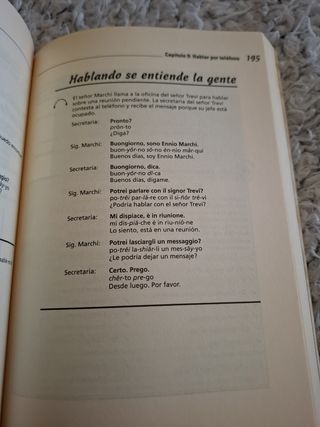 Capítulo 9: Hablar por teléfono 195
Hablando se entiende la gente
El señor Marchi llama a la oficina del señor Trevi para hablar
sobre una reunión pendiente. La secretaria del señor Trevi
contesta al teléfono y recibe el mensaje porque su jefe está
ocupado.
Secretaria: Pronto?
prón-to
¿Diga?
Sig. Marchi: Buongiorno, sono Ennio Marchi.
buon-yór-no só-no én-nio már-qui
Buenos días, soy Ennio Marchi.
Secretaria: Buongiorno, dica.
buon-yór-no dí-ca
Buenos días, dígame.
Sig. Marchi: Potrei parlare con il signor Trevi?
po-tréi par-lá-re con il si-ñór tré-vi
¿Podría hablar con el señor Trevi?
Secretaria: Mi dispiace, è in riunione.
mi dis-piá-che é in riu-nió-ne
Lo siento, está en una reunión.
Sig. Marchi: Potrei lasciargli un messaggio?
po-tréi la-shiár-li un mes-sáy-yo
¿Le podría dejar un mensaje?
Secretaria: Certo. Prego.
chér-to pre-go
Desde luego. Por favor.